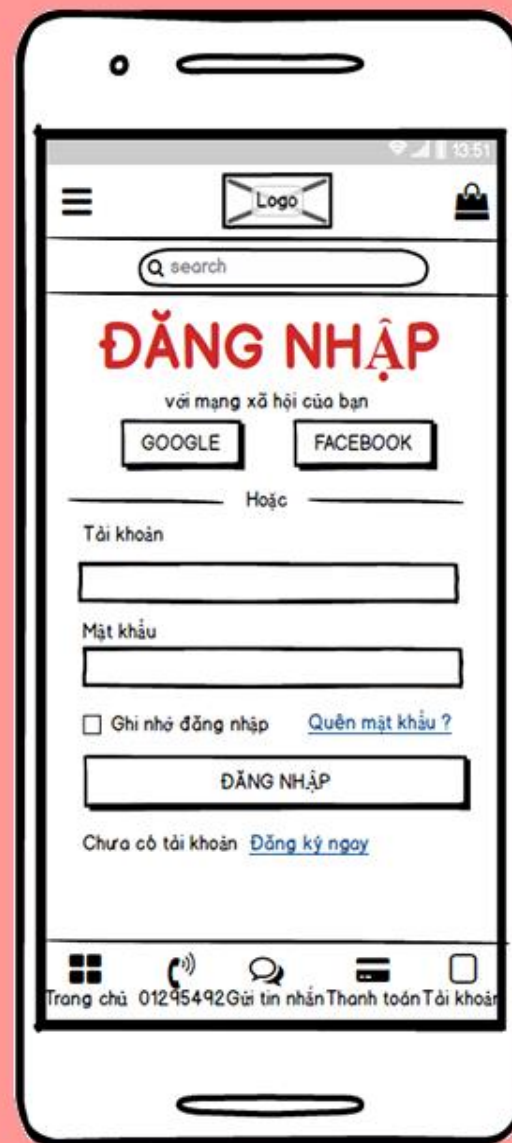 13:51
Logo
search
ĐĂNG NHẬP
với mạng xã hội của bạn
GOOGLE FACEBOOK
Hoặc
Tài khoản
Mật khẩu
Ghi nhớ đăng nhập Quên mật khẩu ?
ĐĂNG NHẬP
Chưa có tài khoản Đăng ký ngay
Trang chủ 01295492 Gửi tin nhắn Thanh toán Tài khoản